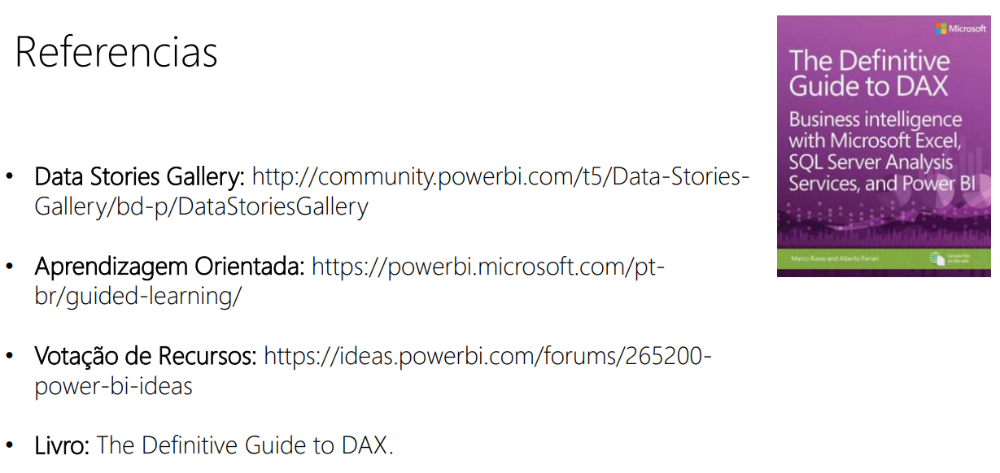 Referencias
• Data Stories Gallery: http://community.powerbi.com/t5/Data-Stories-
Gallery/bd-p/DataStoriesGallery
• Aprendizagem Orientada: https://powerbi.microsoft.com/pt-
br/guided-learning/
• Votação de Recursos: https://ideas.powerbi.com/forums/265200-
power-bi-ideas
• Livro: The Definitive Guide to DAX.
Microsoft
The Definitive
Guide to DAX
Business intelligence
with Microsoft Excel,
SQL Server Analysis
Services, and Power BI
Marco Russo and Alberto Ferrari
Sample files
on the web